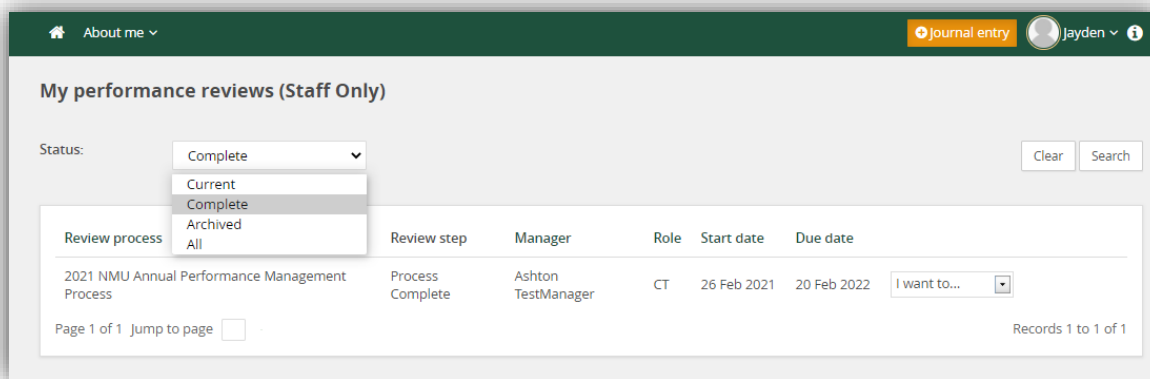 About me
Journal entry
Jayden
My performance reviews (Staff Only)
Status:
Complete
Clear
Search
Current
Complete
Archived
All
Review process
Review step
Manager
Role
Start date
Due date
2021 NMU Annual Performance Management
Process
Process
Complete
Ashton
TestManager
CT
26 Feb 2021
20 Feb 2022
I want to...
Page 1 of 1 Jump to page
Records 1 to 1 of 1